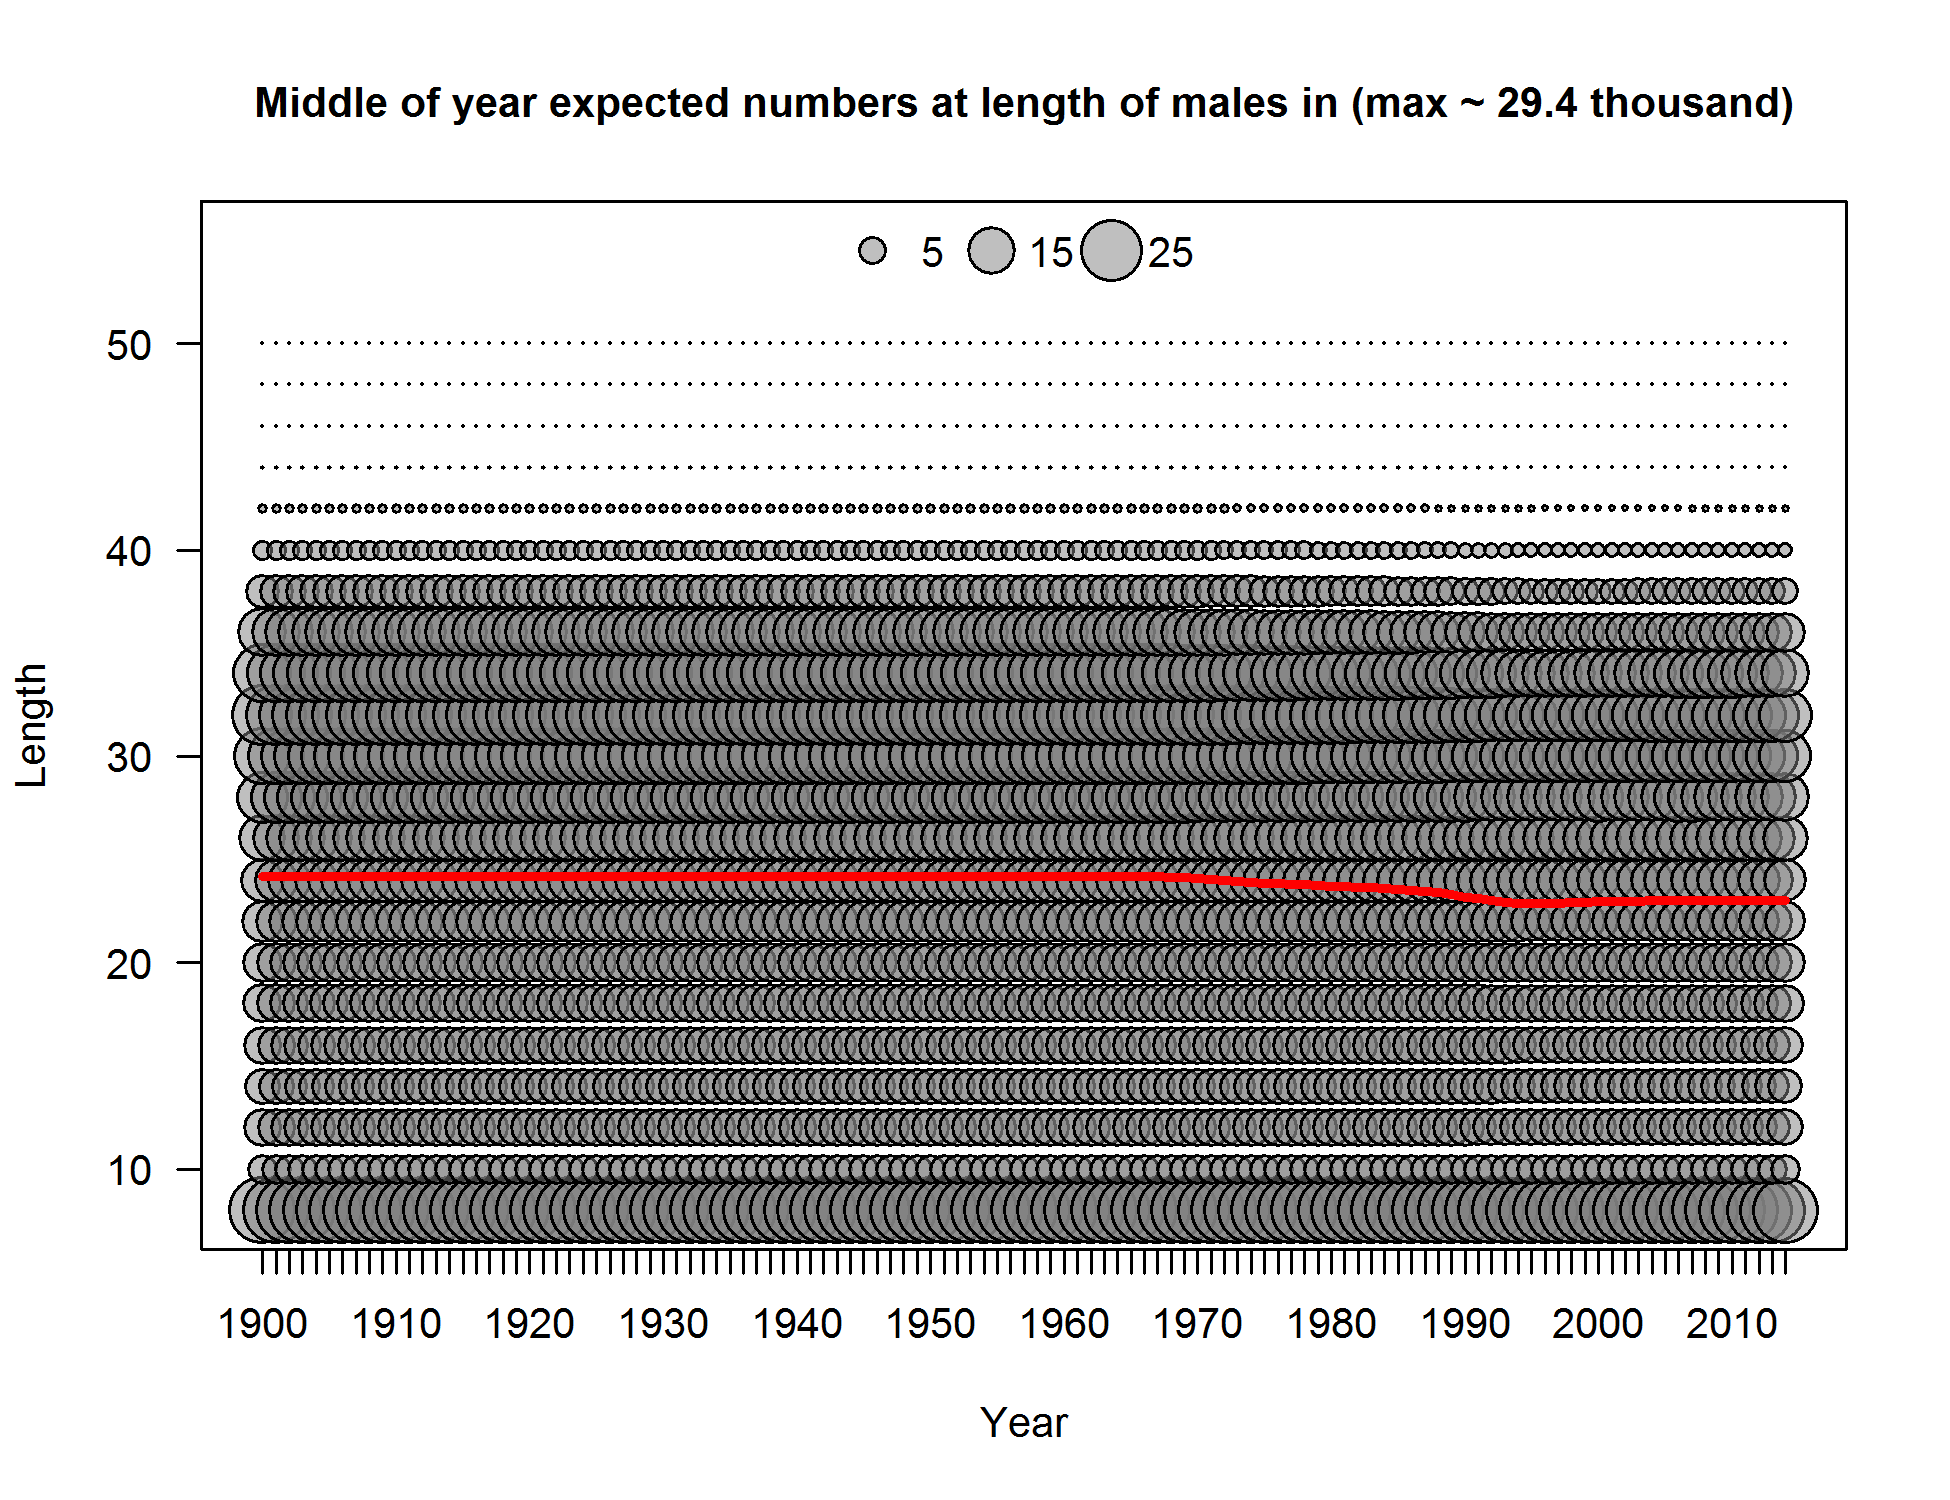 Middle of year expected numbers at length of males in (max ~ 29.4 thousand)
5 15 25
50
40
30
20
10
Length
1900 1910 1920 1930 1940 1950 1960 1970 1980 1990 2000 2010
Year